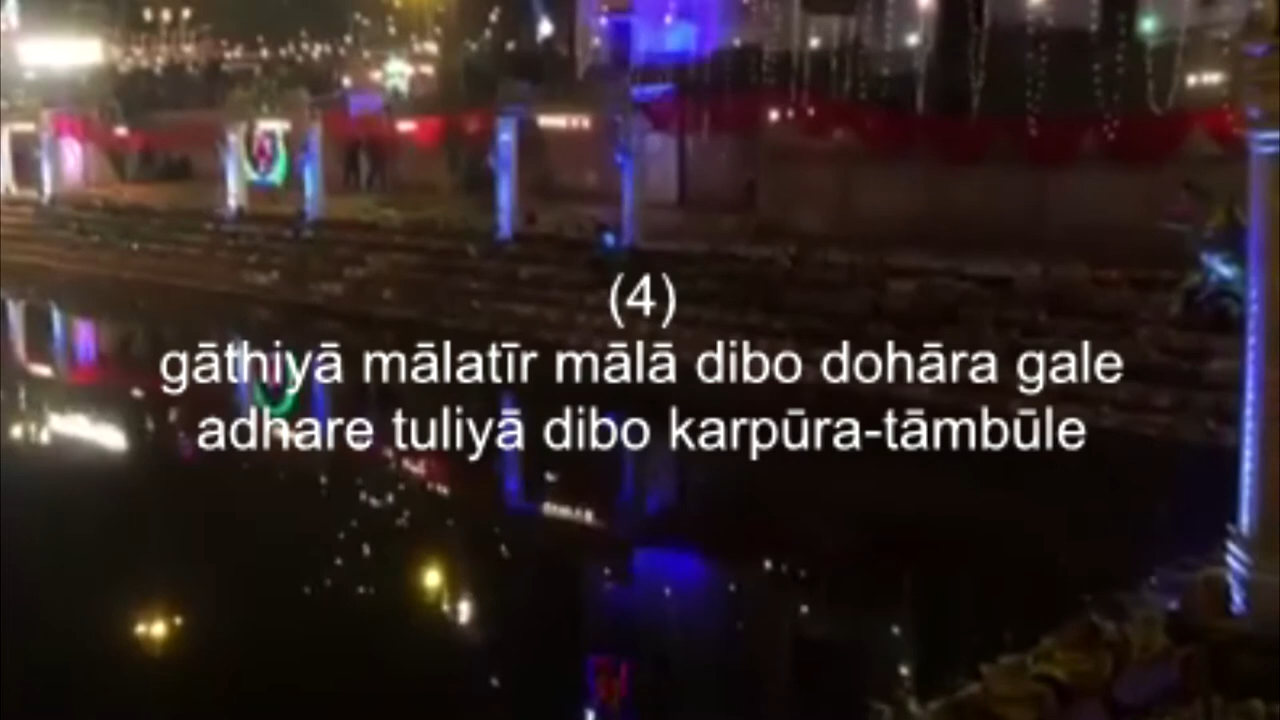 (4)
gāthiyā mālatīr mālā dibo dohāra gale
adhare tuliyā dibo karpūra-tāmbūle